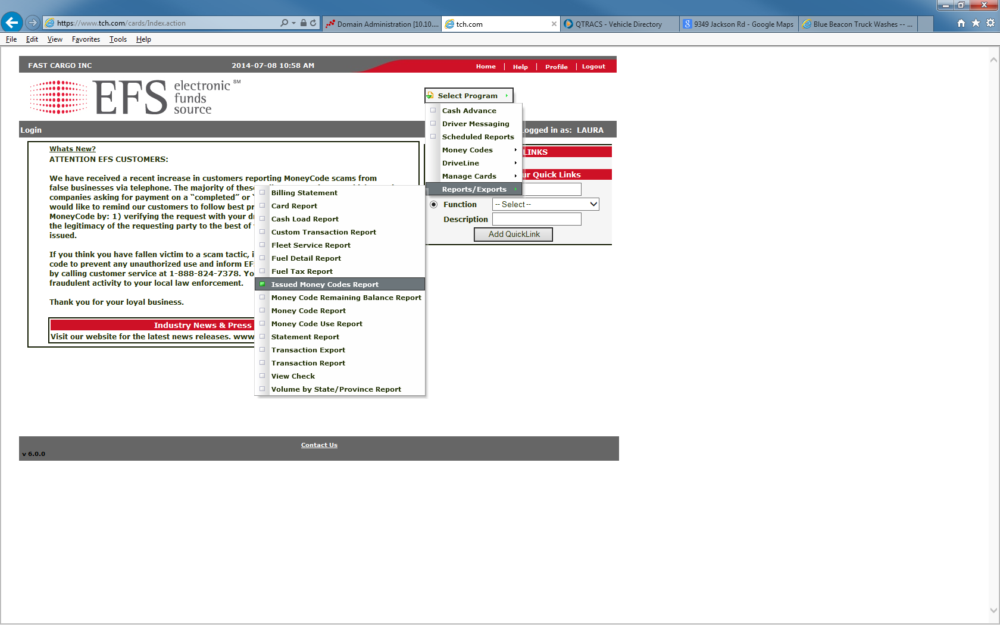 https://www.tch.com/cards/Index.action
Domain Administration [10.10....
tch.com
QTRACS - Vehicle Directory
9349 Jackson Rd - Google Maps
Blue Beacon Truck Washes -- ...
File Edit View Favorites Tools Help
FAST CARGO INC
2014-07-08 10:58 AM
Home | Help | Profile | Logout
EFS electronic funds source SM
Select Program
Login
ogged in as: LAURA
Cash Advance
Driver Messaging
Scheduled Reports
Money Codes
DriveLine
Manage Cards
Reports/Exports
Whats New?
ATTENTION EFS CUSTOMERS:
We have received a recent increase in customers reporting MoneyCode scams from
false businesses via telephone. The majority of these
companies asking for payment on a “completed” or
would like to remind our customers to follow best pr
MoneyCode by: 1) verifying the request with your dr
the legitimacy of the requesting party to the best of
issued.
If you think you have fallen victim to a scam tactic, i
code to prevent any unauthorized use and inform EF
by calling customer service at 1-888-824-7378. Yo
fraudulent activity to your local law enforcement.
Thank you for your loyal business.
Industry News & Press
Visit our website for the latest news releases. www
Billing Statement
Card Report
Cash Load Report
Custom Transaction Report
Fleet Service Report
Fuel Detail Report
Fuel Tax Report
Issued Money Codes Report
Money Code Remaining Balance Report
Money Code Report
Money Code Use Report
Statement Report
Transaction Export
Transaction Report
View Check
Volume by State/Province Report
LINKS
ur Quick Links
Function
-- Select --
Description
Add QuickLink
Contact Us
v 6.0.0